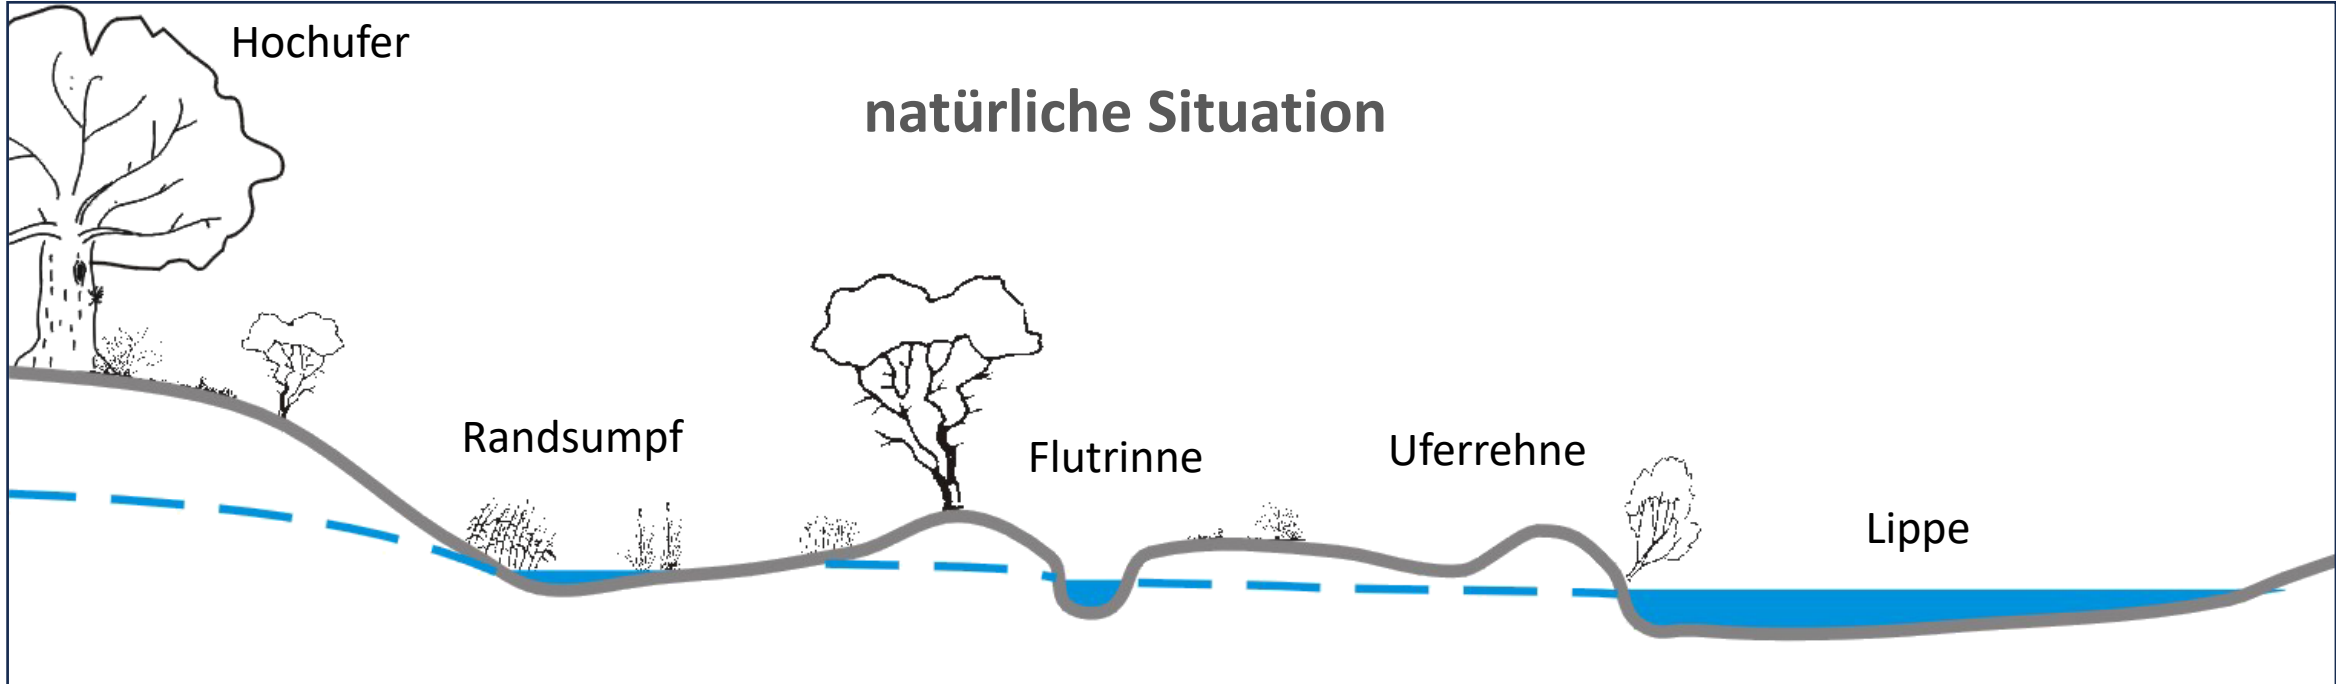 Hochufer
natürliche Situation
Randsumpf
Flutrinne
Uferrehne
Lippe